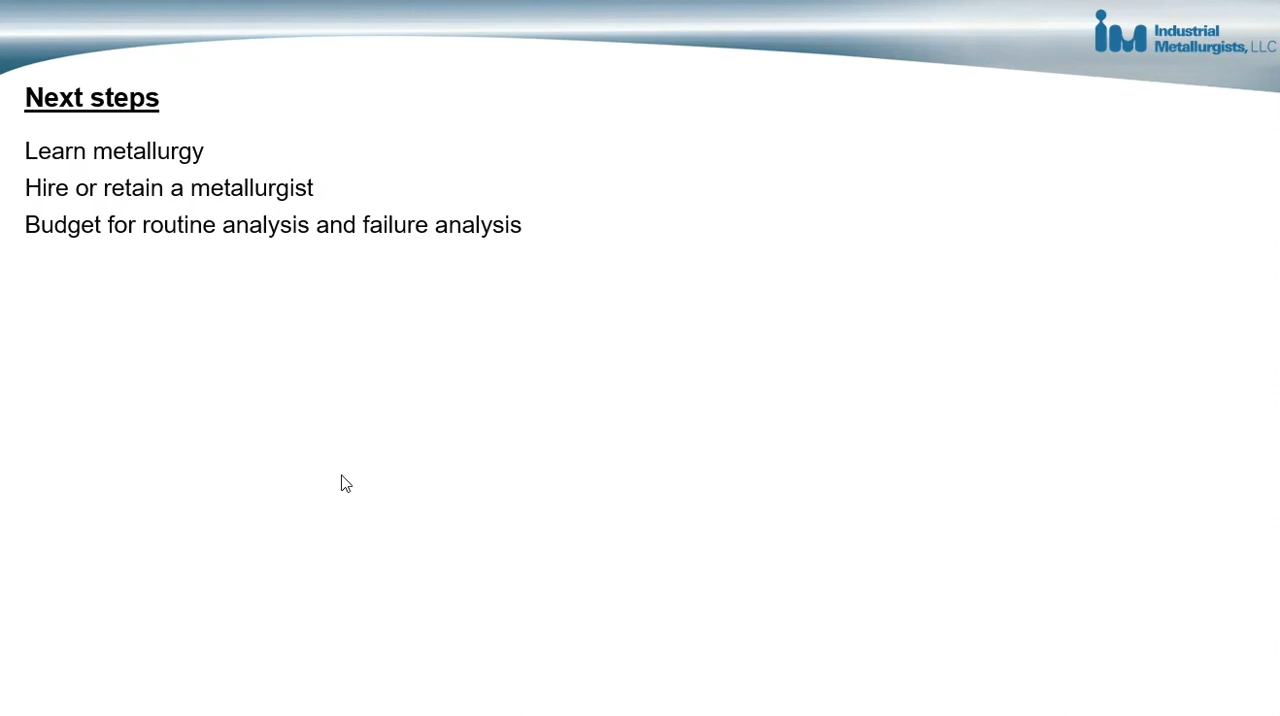 Industrial
Metallurgists, LLC
Next steps
Learn metallurgy
Hire or retain a metallurgist
Budget for routine analysis and failure analysis